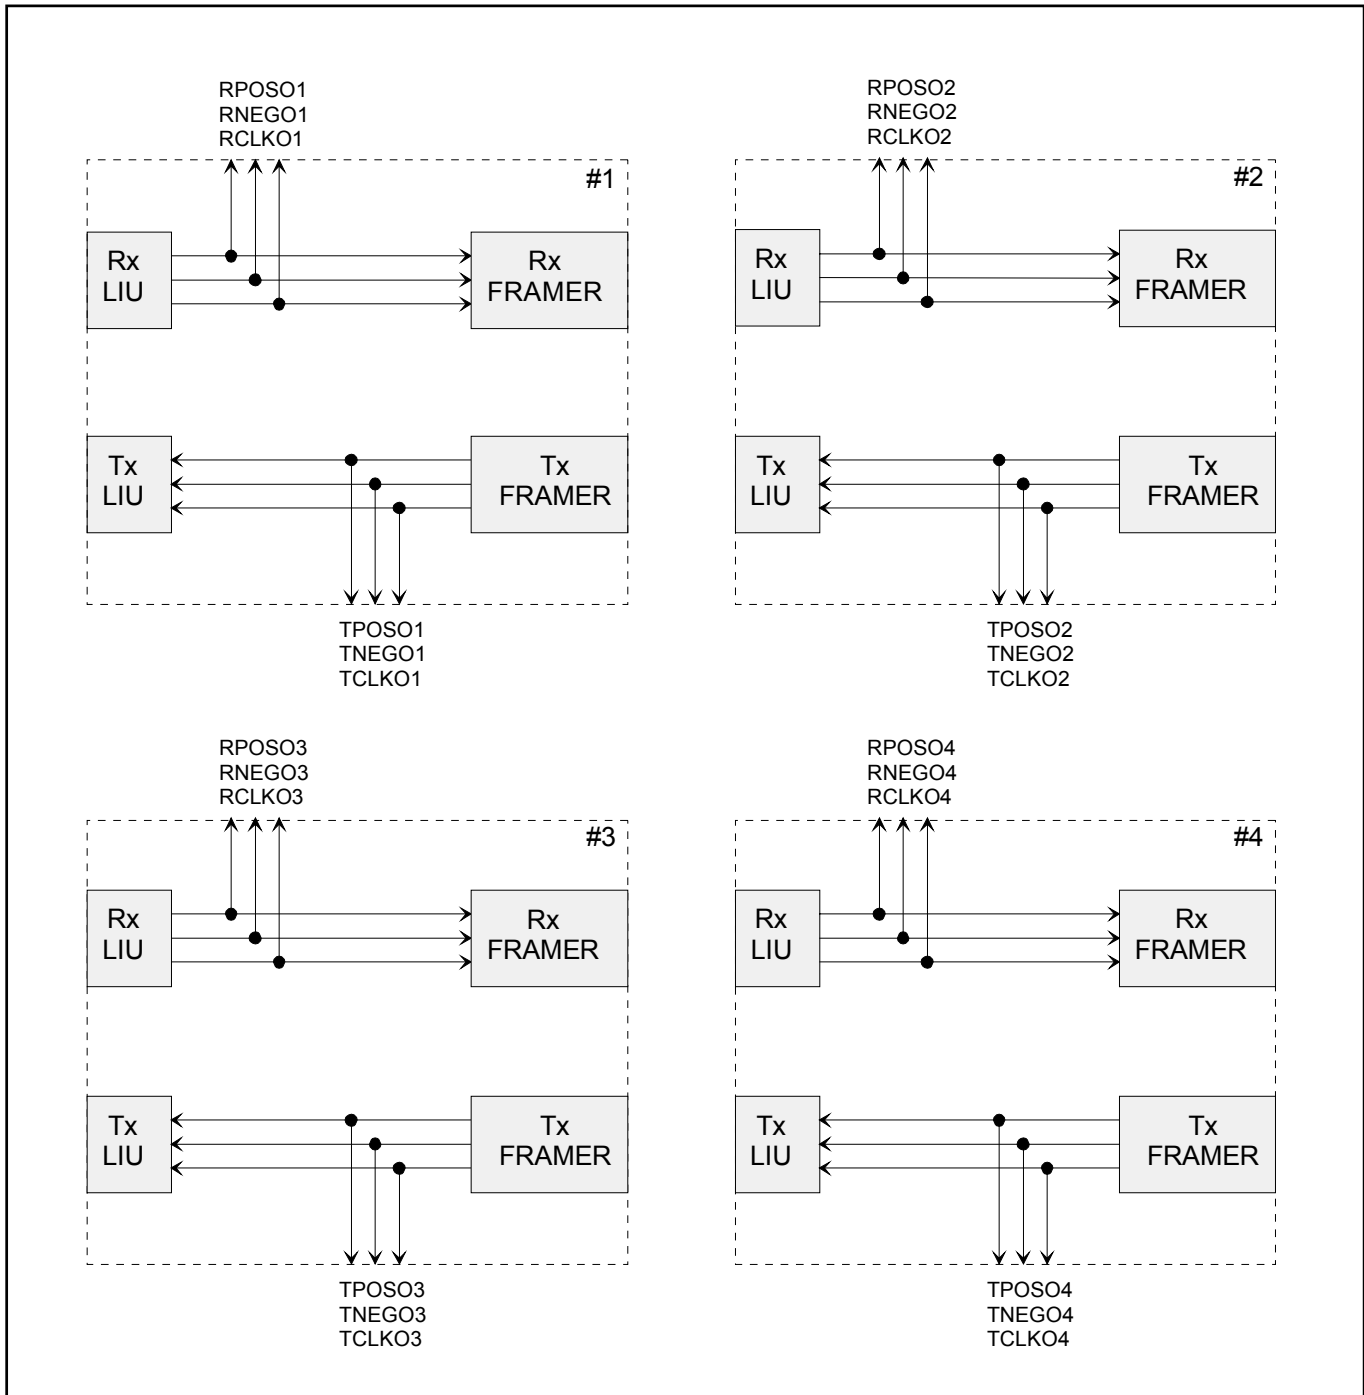 RPOSO1
RNEGO1
RCLKO1
#1
Rx
LIU
Rx
FRAMER
Tx
LIU
Tx
FRAMER
TPOSO1
TNEGO1
TCLKO1
RPOSO2
RNEGO2
RCLKO2
#2
Rx
LIU
Rx
FRAMER
Tx
LIU
Tx
FRAMER
TPOSO2
TNEGO2
TCLKO2
RPOSO3
RNEGO3
RCLKO3
#3
Rx
LIU
Rx
FRAMER
Tx
LIU
Tx
FRAMER
TPOSO3
TNEGO3
TCLKO3
RPOSO4
RNEGO4
RCLKO4
#4
Rx
LIU
Rx
FRAMER
Tx
LIU
Tx
FRAMER
TPOSO4
TNEGO4
TCLKO4